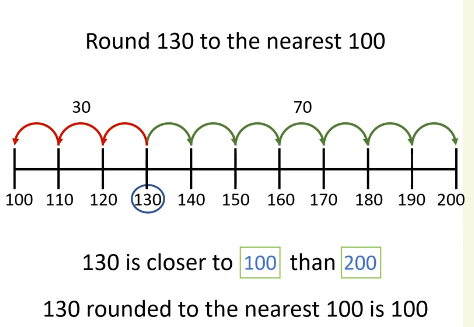 Round 130 to the nearest 100
30 70
100 110 120 130 140 150 160 170 180 190 200
130 is closer to 100 than 200
130 rounded to the nearest 100 is 100